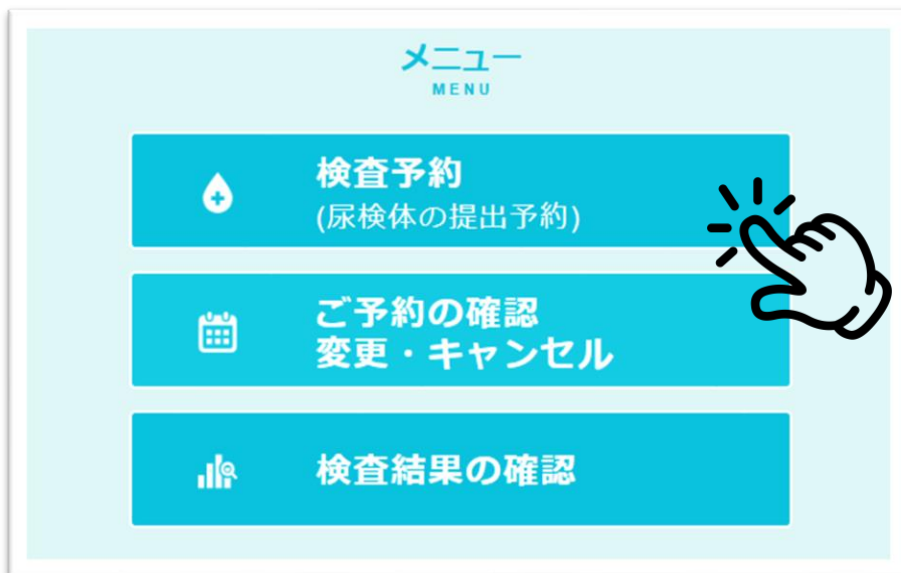 メニュー
MENU
検査予約
(尿検体の提出予約)
ご予約の確認
変更・キャンセル
検査結果の確認